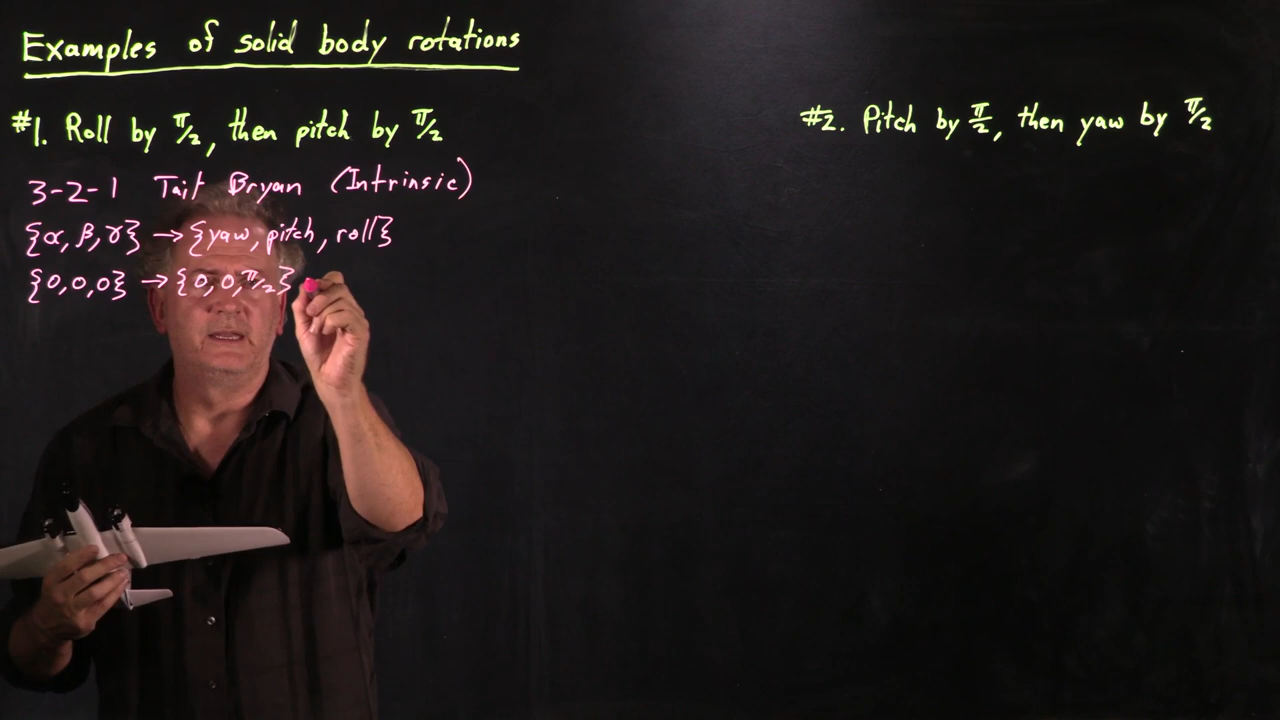 Examples of solid body rotations
#1. Roll by π/2, then pitch by π/2
3-2-1 Tait Bryan (Intrinsic)
{α, β, γ} → {yaw, pitch, roll}
{0,0,0} → {0,0,π/2}
#2. Pitch by π/2, then yaw by π/2